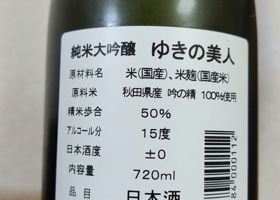 純米大吟醸 ゆきの美人
原材料名 米(国産)、米麹(国産米)
原料米 秋田県産 吟の精 100%使用
精米歩合 50%
アルコール分 15度
日本酒度 ±0
内容量 720ml
品目 日本酒
84000112